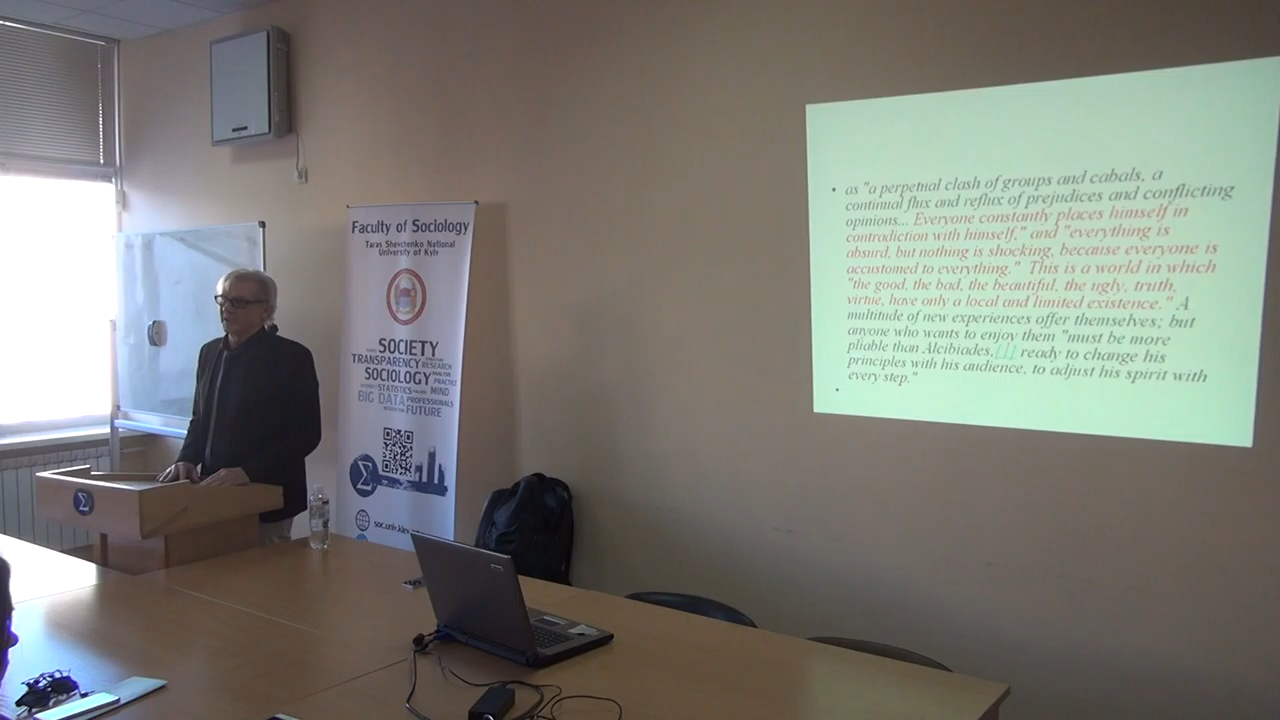 Faculty of Sociology
Taras Shevchenko National
University of Kyiv
SOCIETY
TRANSPARENCY RESEARCH
SOCIOLOGY ANALYSIS
PRACTICE
STATISTICS MIND
BIG DATA PROFESSIONALS
FUTURE
Σ
soc.univ.kiev
Σ
• as "a perpetual clash of groups and cabals, a
continual flux and reflux of prejudices and conflicting
opinions... Everyone constantly places himself in
contradiction with himself," and "everything is
absurd, but nothing is shocking, because everyone is
accustomed to everything." This is a world in which
"the good, the bad, the beautiful, the ugly, truth,
virtue, have only a local and limited existence." A
multitude of new experiences offer themselves; but
anyone who wants to enjoy them "must be more
pliable than Alcibiades,[1] ready to change his
principles with his audience, to adjust his spirit with
every step."
•